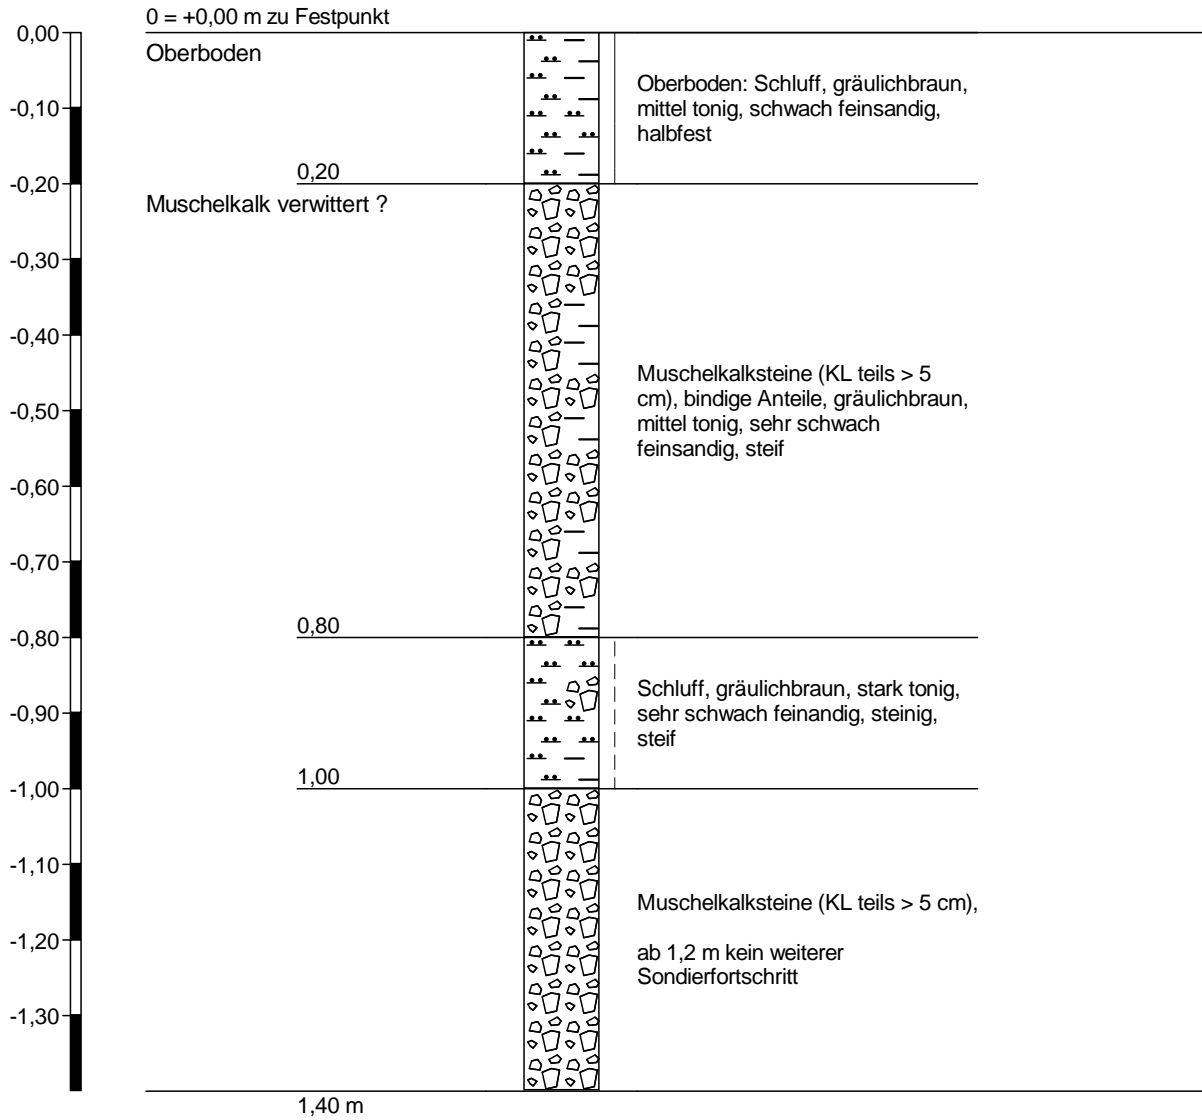 0 = +0,00 m zu Festpunkt
0,00
Oberboden
Oberboden: Schluff, gräulichbraun,
mittel tonig, schwach feinsandig,
halbfest
-0,10
0,20
-0,20
Muschelkalk verwittert ?
-0,30
-0,40
Muschelkalksteine (KL teils > 5
cm), bindige Anteile, gräulichbraun,
mittel tonig, sehr schwach
feinsandig, steif
-0,50
-0,60
-0,70
0,80
-0,80
Schluff, gräulichbraun, stark tonig,
sehr schwach feinandig, steinig,
steif
-0,90
1,00
-1,00
-1,10
Muschelkalksteine (KL teils > 5 cm),
ab 1,2 m kein weiterer
Sondierfortschritt
-1,20
-1,30
1,40 m